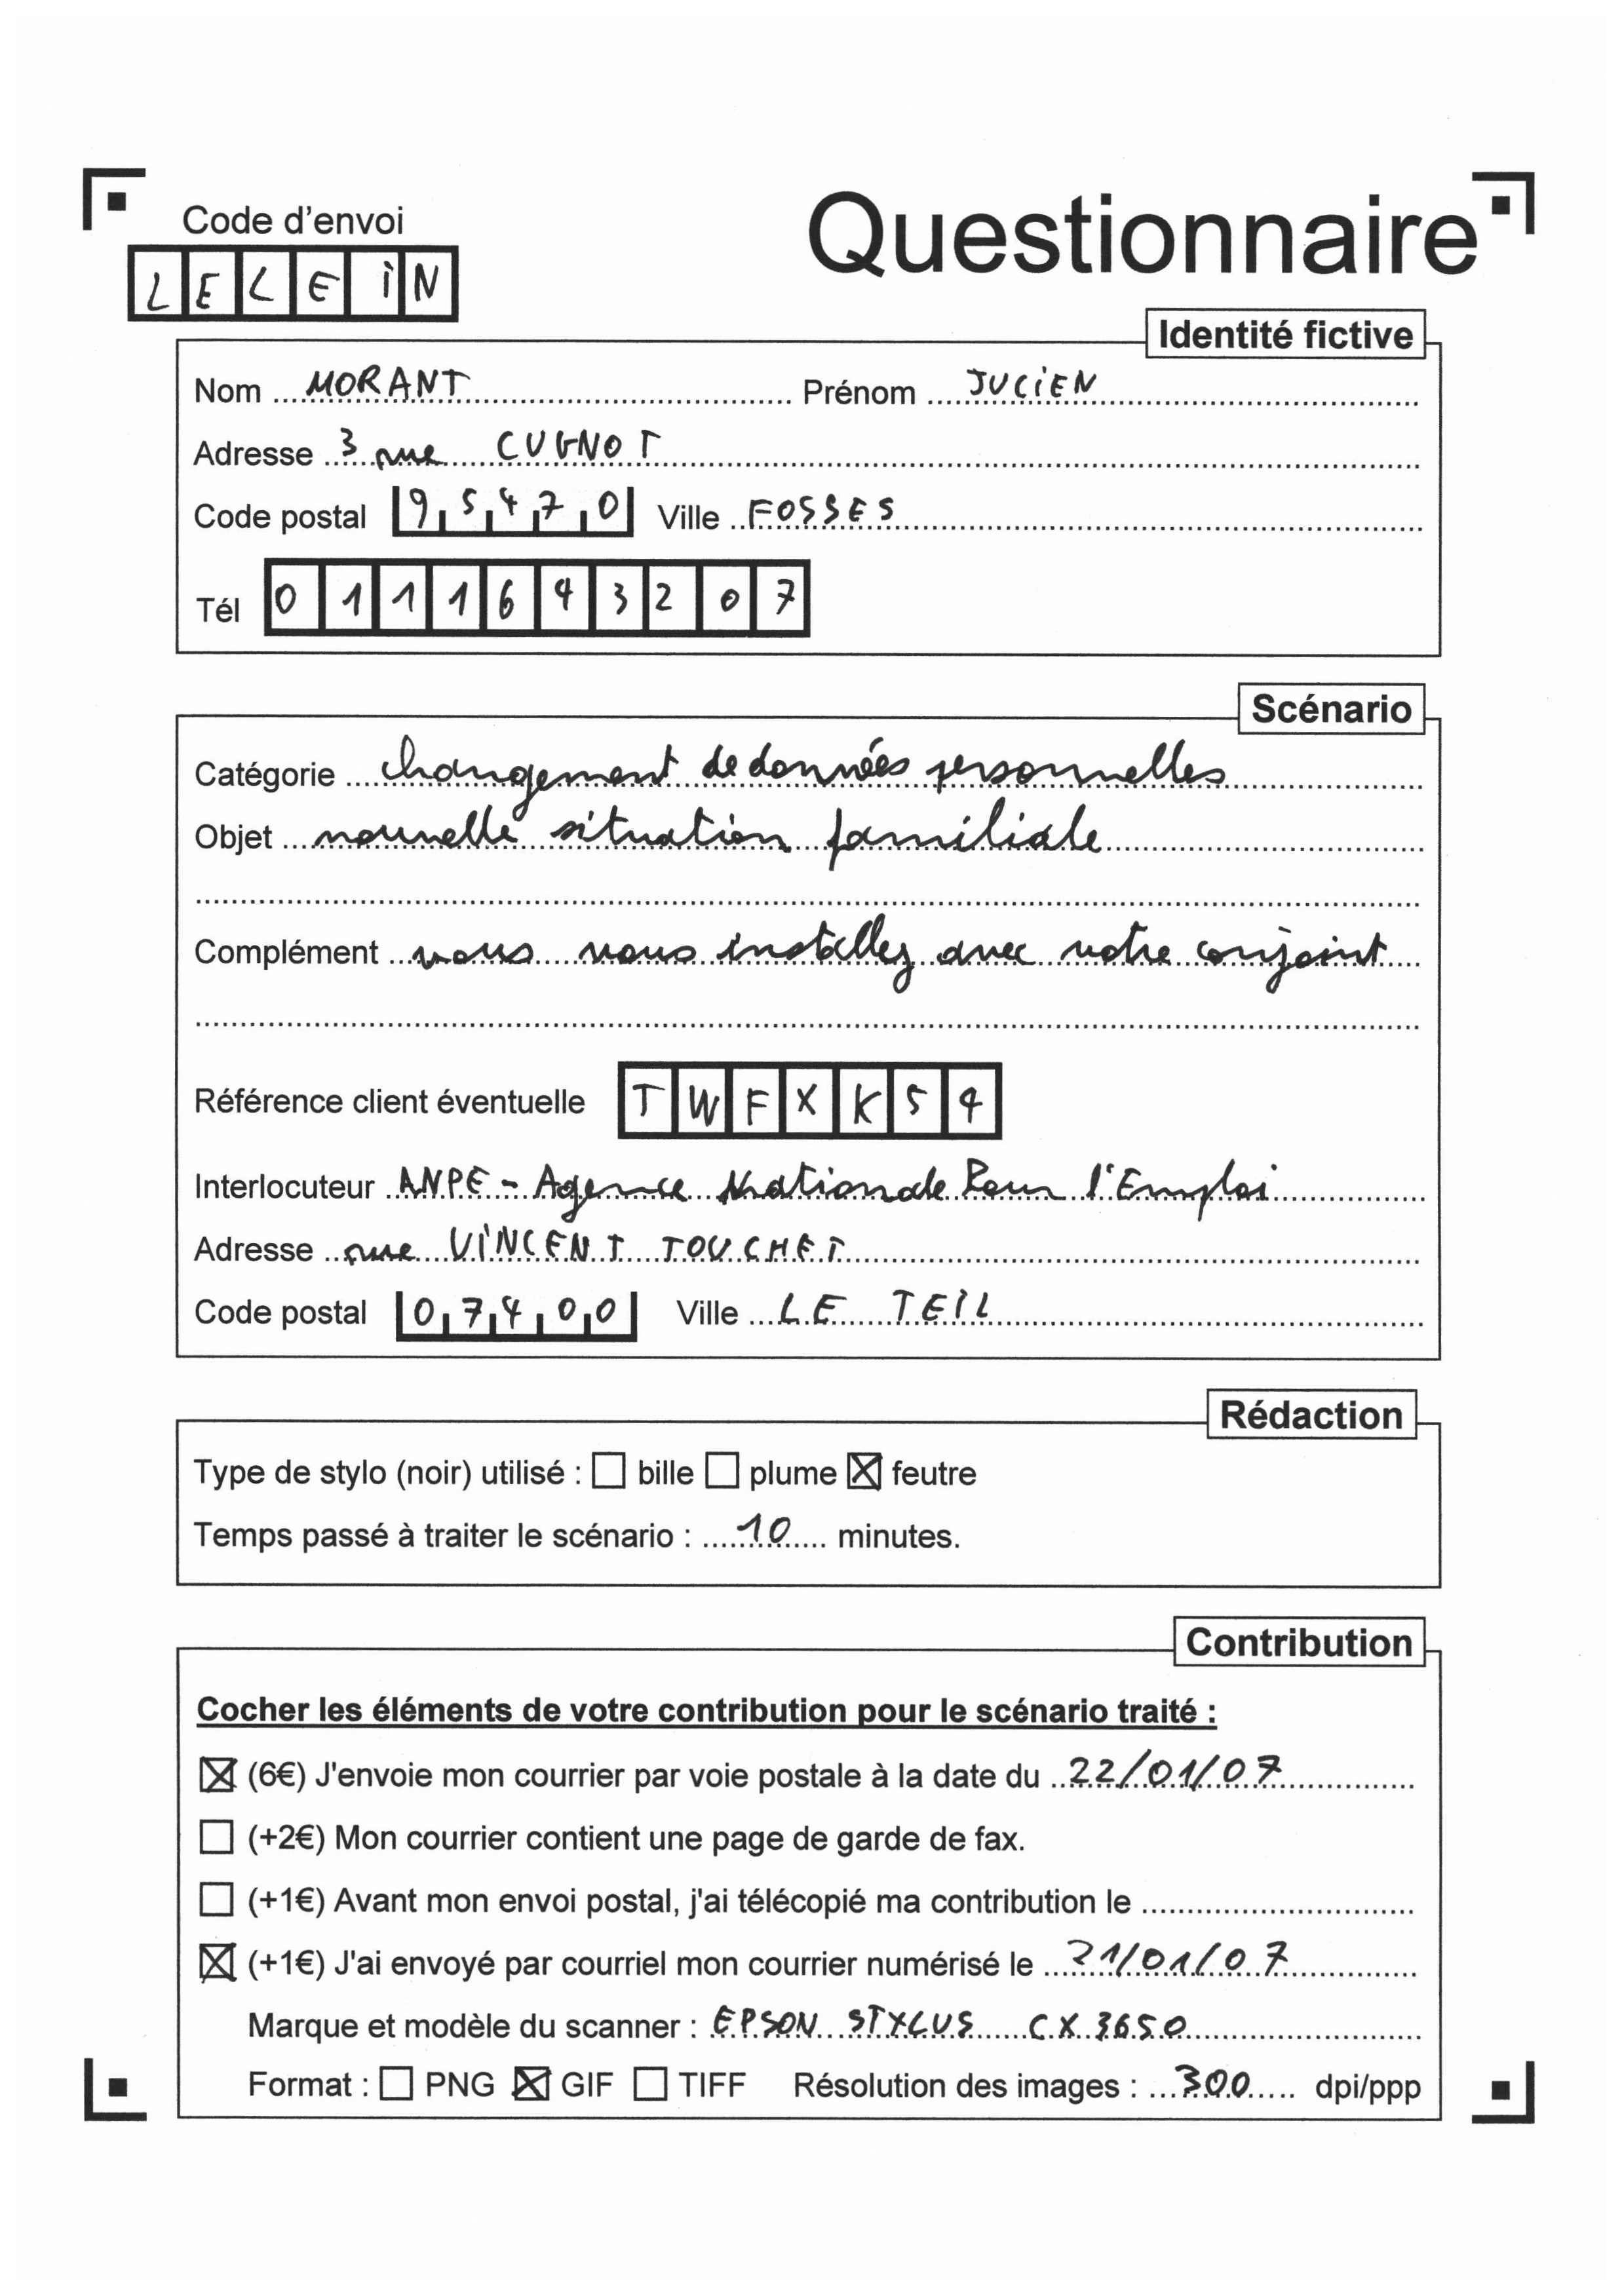 Code d'envoi
Questionnaire
LELEIN
Identité fictive
Nom MORANT Prénom JUCIEN
Adresse 3 rue CUGNOT
Code postal 95470 Ville FOSSES
Tél 0111643207
Scénario
Catégorie changement de données personnelles
Objet nouvelle situation familiale
Complément vous vous installez avec votre conjoint
Référence client éventuelle TWFXK54
Interlocuteur ANPE - Agence Nationale Pour l'Emploi
Adresse rue VINCENT TOUCHET
Code postal 07400 Ville LE TEIL
Rédaction
Type de stylo (noir) utilisé : ☐ bille ☐ plume ☒ feutre
Temps passé à traiter le scénario : 10 minutes.
Contribution
Cocher les éléments de votre contribution pour le scénario traité :
☒ (6€) J'envoie mon courrier par voie postale à la date du 22/01/07
☐ (+2€) Mon courrier contient une page de garde de fax.
☐ (+1€) Avant mon envoi postal, j'ai télécopié ma contribution le
☒ (+1€) J'ai envoyé par courriel mon courrier numérisé le 21/01/07
Marque et modèle du scanner : EPSON STYLUS CX 3650
Format : ☐ PNG ☒ GIF ☐ TIFF Résolution des images : 300 dpi/ppp